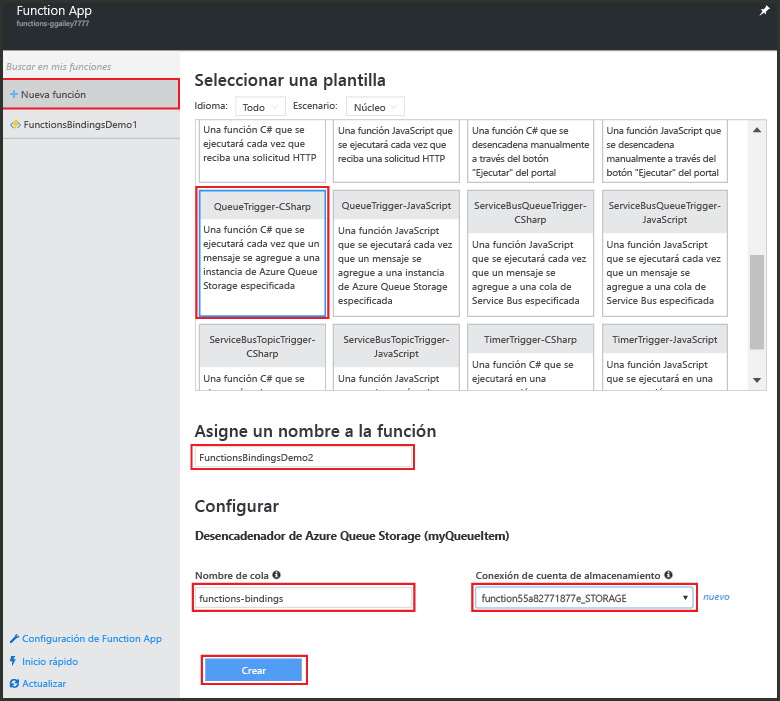 Function App
functions-ggailey7777
Buscar en mis funciones
+ Nueva función
FunctionsBindingsDemo1
Seleccionar una plantilla
Idioma: Todo Escenario: Núcleo
Una función C# que se
ejecutará cada vez que
reciba una solicitud HTTP
Una función JavaScript que
se ejecutará cada vez que
reciba una solicitud HTTP
Una función C# que se
desencadena manualmente
a través del botón
"Ejecutar" del portal
Una función JavaScript que
se desencadena
manualmente a través del
botón "Ejecutar" del portal
QueueTrigger-CSharp
Una función C# que se
ejecutará cada vez que un
mensaje se agregue a una
instancia de Azure Queue
Storage especificada
QueueTrigger-JavaScript
Una función JavaScript
que se ejecutará cada vez
que un mensaje se
agregue a una instancia
de Azure Queue Storage
especificada
ServiceBusQueueTrigger-
CSharp
Una función JavaScript
que se ejecutará cada vez
que un mensaje se
agregue a una cola de
Service Bus especificada
ServiceBusQueueTrigger-
JavaScript
Una función JavaScript
que se ejecutará cada vez
que un mensaje se
agregue a una cola de
Service Bus especificada
ServiceBusTopicTrigger-
CSharp
Una función C# que se
ServiceBusTopicTrigger-
JavaScript
Una función JavaScript
TimerTrigger-CSharp
Una función C# que se
ejecutará en una
TimerTrigger-JavaScript
Una función JavaScript
que se ejecutará en una
Asigne un nombre a la función
FunctionsBindingsDemo2
Configurar
Desencadenador de Azure Queue Storage (myQueueItem)
Nombre de cola
functions-bindings
Conexión de cuenta de almacenamiento
function55a82771877e_STORAGE
nuevo
Configuración de Function App
Inicio rápido
Actualizar
Crear